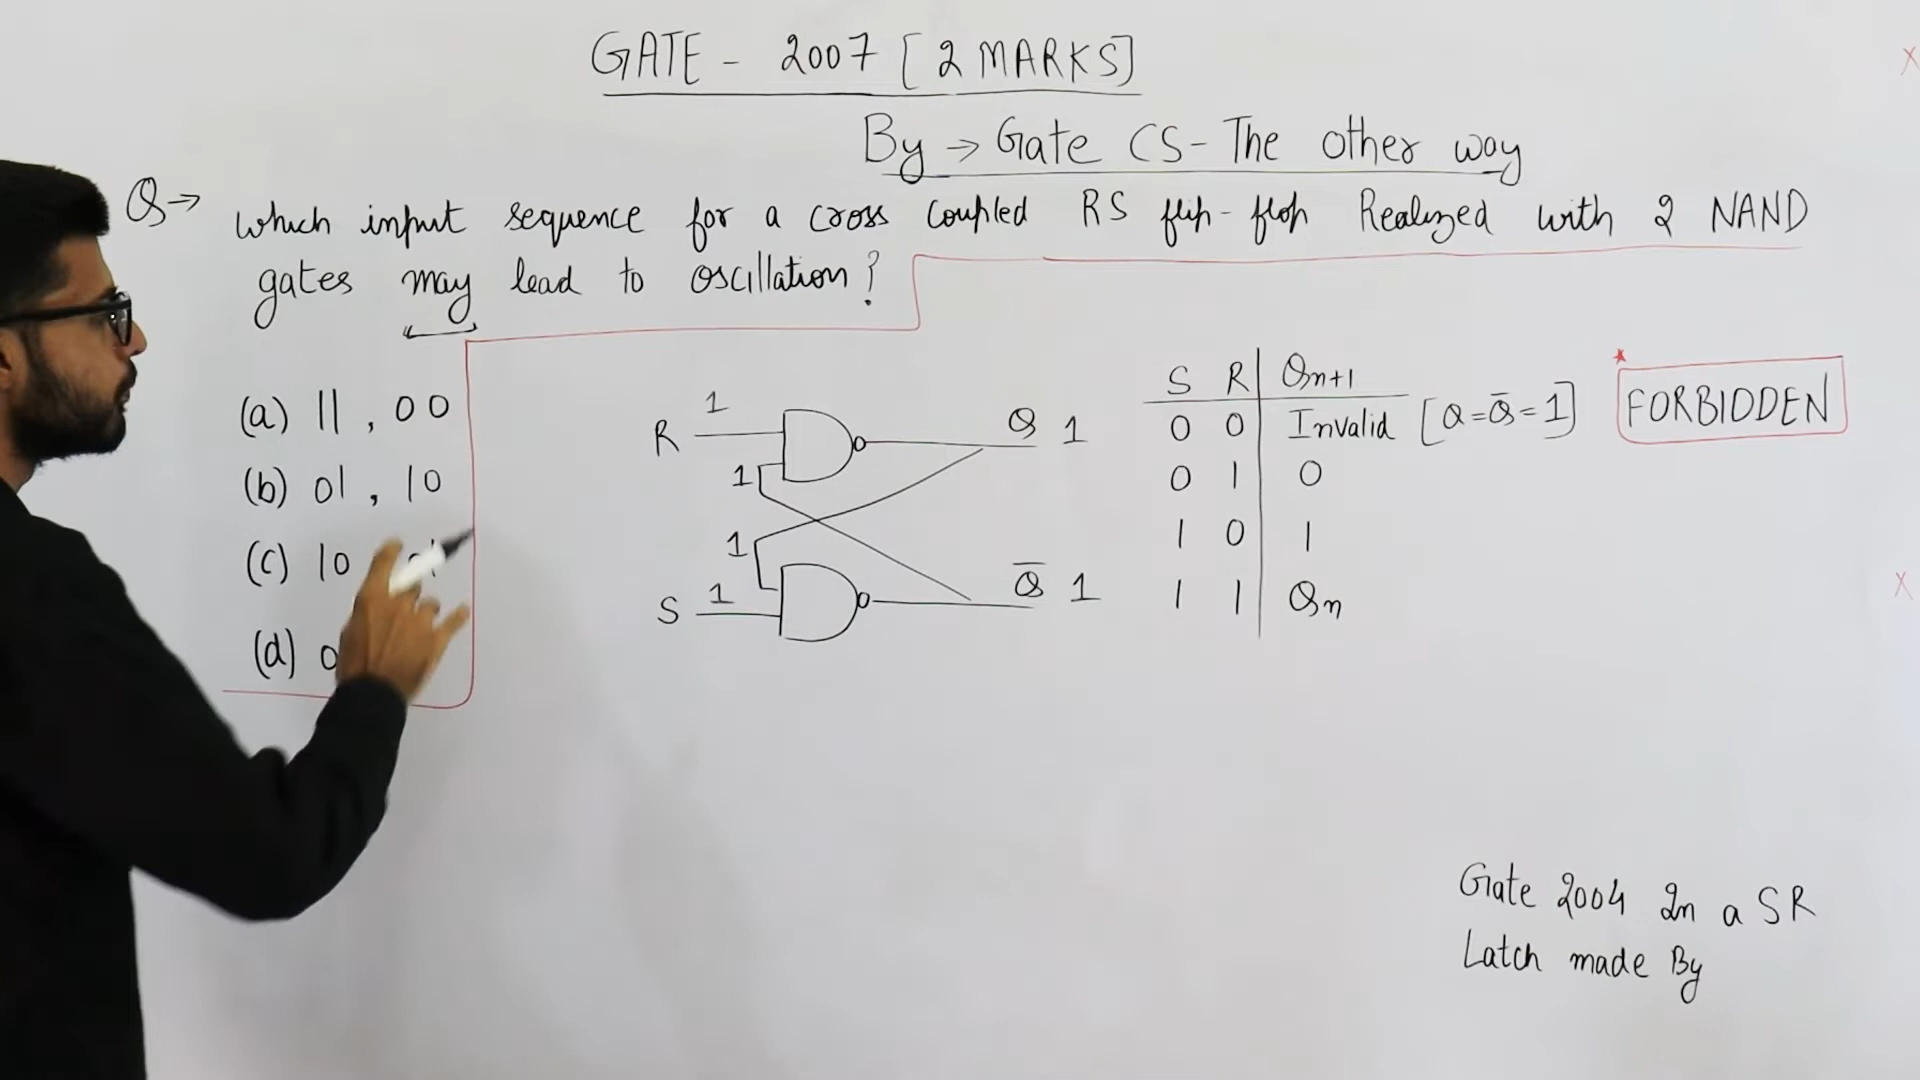 GATE - 2007 [2 MARKS]
By → Gate CS - The other way
Q → which input sequence for a cross coupled RS flip-flop Realized with 2 NAND
gates may lead to oscillation?
(a) 11, 00
(b) 01, 10
(c) 10
(d) 0
R 1
1
Q 1
1
S 1
Q̅ 1
S R Qn+1
0 0 Invalid [Q=Q̅=1]
0 1 0
1 0 1
1 1 Qn
* FORBIDDEN
Gate 2004 In a SR
Latch made By
X
X